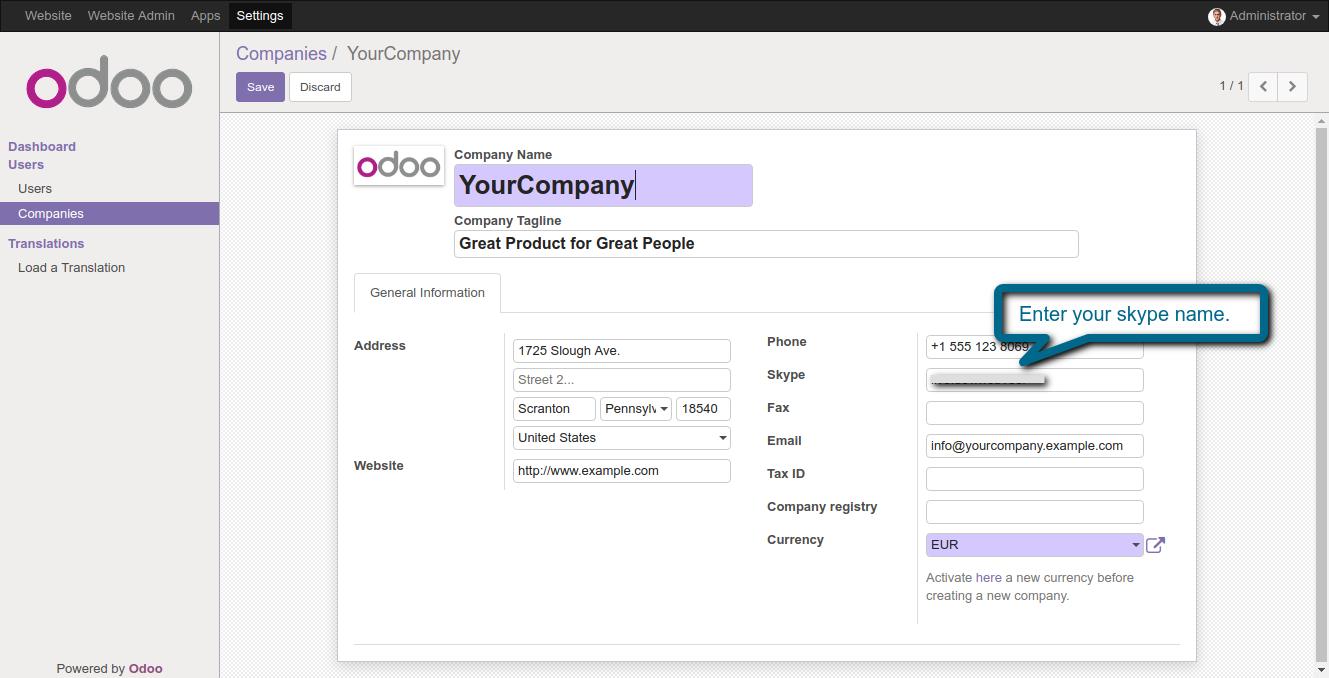 Website Website Admin Apps Settings Administrator
odoo
Dashboard
Users
Users
Companies
Translations
Load a Translation
Powered by Odoo
Companies / YourCompany
Save Discard
1 / 1
odoo
Company Name
YourCompany
Company Tagline
Great Product for Great People
General Information
Enter your skype name.
Address
1725 Slough Ave.
Street 2...
Scranton Pennsylv 18540
United States
Website http://www.example.com
Phone +1 555 123 8069
Skype
Fax
Email info@yourcompany.example.com
Tax ID
Company registry
Currency EUR
Activate here a new currency before
creating a new company.